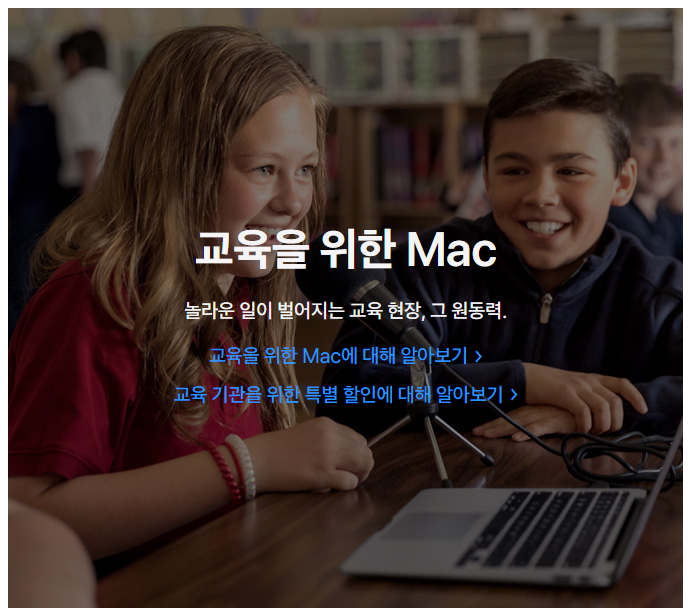 교육을 위한 Mac
놀라운 일이 벌어지는 교육 현장, 그 원동력.
교육을 위한 Mac에 대해 알아보기 >
교육 기관을 위한 특별 할인에 대해 알아보기 >